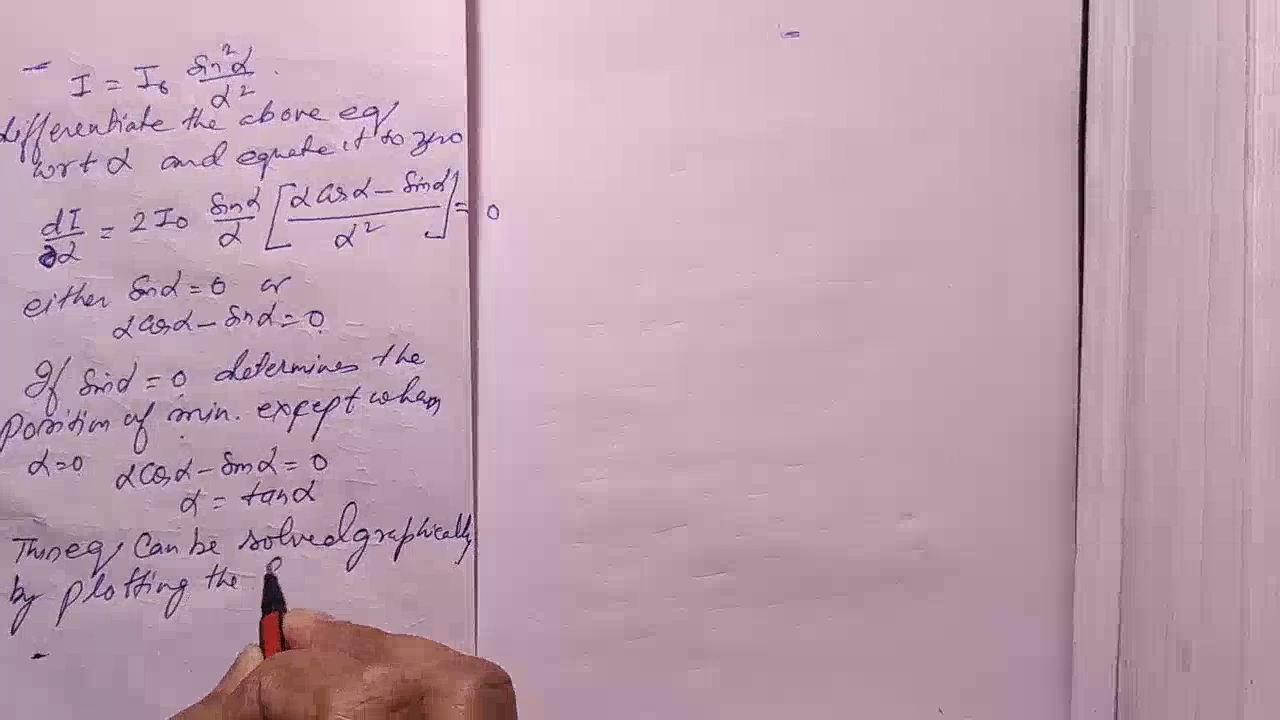 I = I₀ sin²α / α²
differentiate the above eq
wrt α and equate it to zero
dI/dα = 2I₀ sinα/α [ (α cosα - sinα) / α² ] = 0
either sinα = 0 or
α cosα - sinα = 0
If sinα = 0 determines the
position of min. except when
α = 0 α cosα - sinα = 0
α = tanα
This eq, can be solved graphically
by plotting the